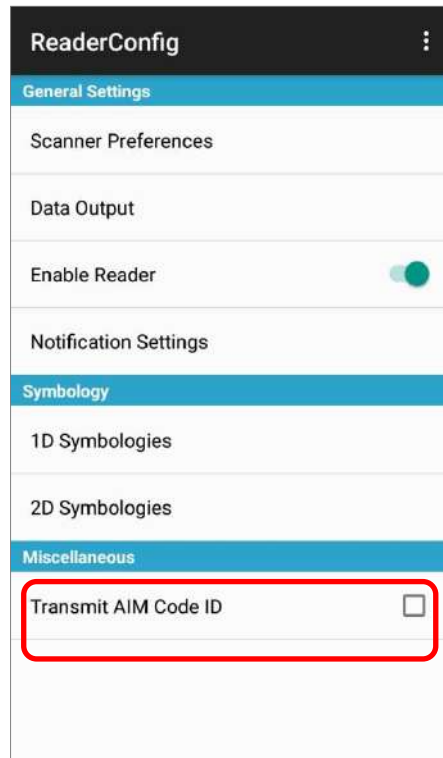 ReaderConfig
General Settings
Scanner Preferences
Data Output
Enable Reader
Notification Settings
Symbology
1D Symbologies
2D Symbologies
Miscellaneous
Transmit AIM Code ID